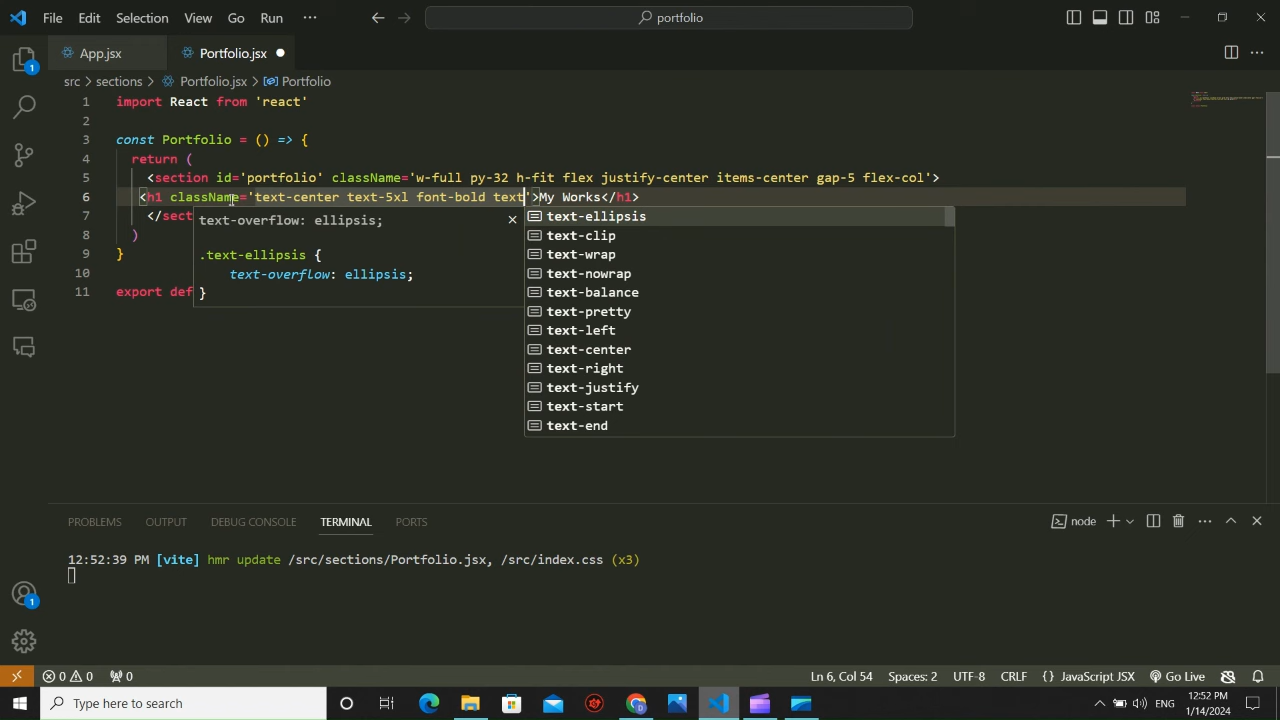 File Edit Selection View Go Run ··· portfolio
App.jsx Portfolio.jsx
src > sections > Portfolio.jsx > Portfolio
1 import React from 'react'
2
3 const Portfolio = () => {
4 return (
5 <section id='portfolio' className='w-full py-32 h-fit flex justify-center items-center gap-5 flex-col'>
6 <h1 className='text-center text-5xl font-bold text'>My Works</h1>
7 </sect
8 )
9 }
10
11 export def
text-overflow: ellipsis;
.text-ellipsis {
text-overflow: ellipsis;
}
text-ellipsis
text-clip
text-wrap
text-nowrap
text-balance
text-pretty
text-left
text-center
text-right
text-justify
text-start
text-end
1
1
PROBLEMS OUTPUT DEBUG CONSOLE TERMINAL PORTS node
12:52:39 PM [vite] hmr update /src/sections/Portfolio.jsx, /src/index.css (x3)
0 0 0 Ln 6, Col 54 Spaces: 2 UTF-8 CRLF {} JavaScript JSX Go Live
Type here to search
12:52 PM
1/14/2024